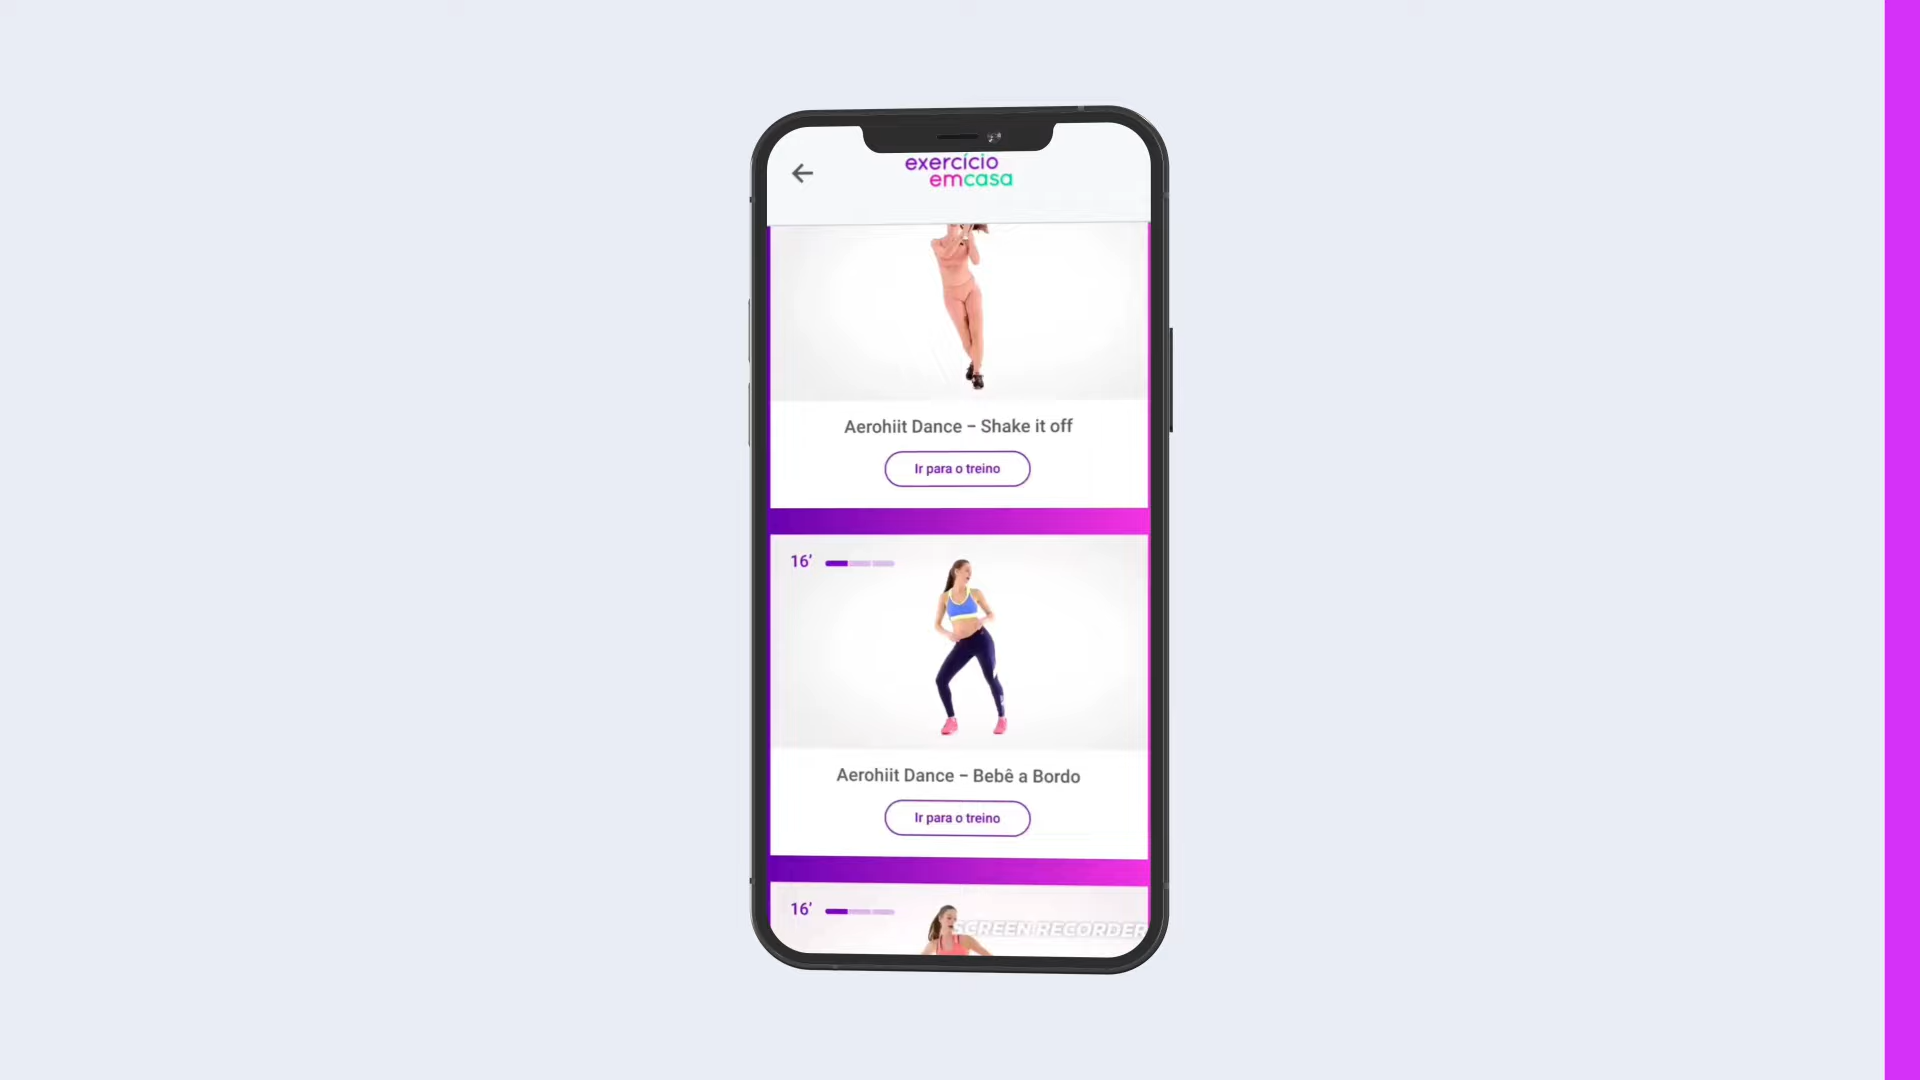 exercício
emcasa
Aerohiit Dance – Shake it off
Ir para o treino
16'
Aerohiit Dance – Bebê a Bordo
Ir para o treino
16'
SCREEN RECORDER